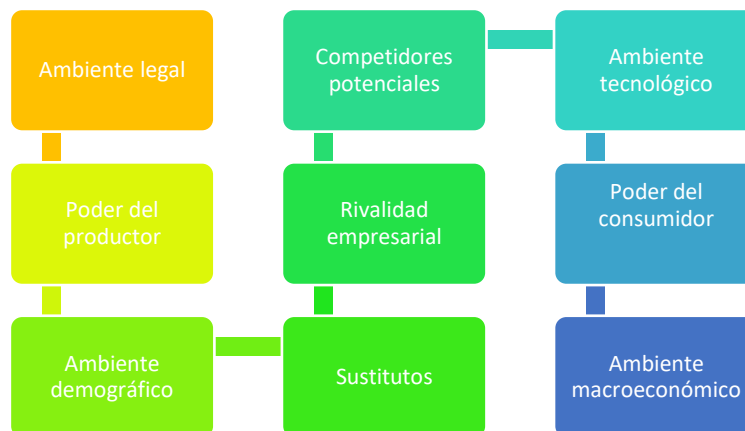 Ambiente legal
Poder del
productor
Ambiente
demográfico
Sustitutos
Rivalidad
empresarial
Competidores
potenciales
Ambiente
tecnológico
Poder del
consumidor
Ambiente
macroeconómico